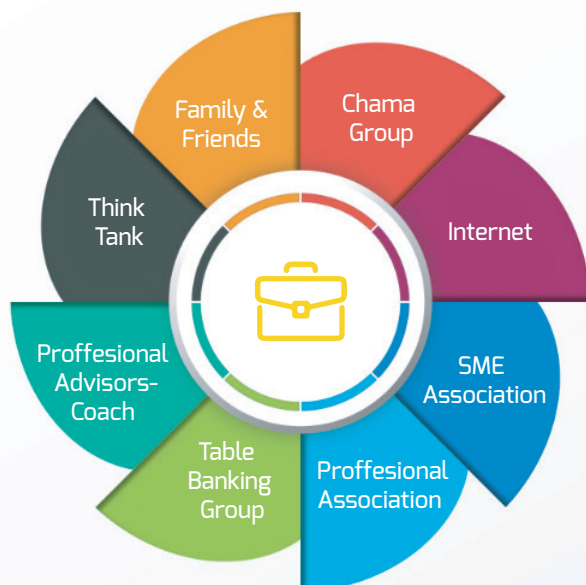 Family &
Friends
Chama
Group
Internet
SME
Association
Proffesional
Association
Table
Banking
Group
Proffesional
Advisors-
Coach
Think
Tank